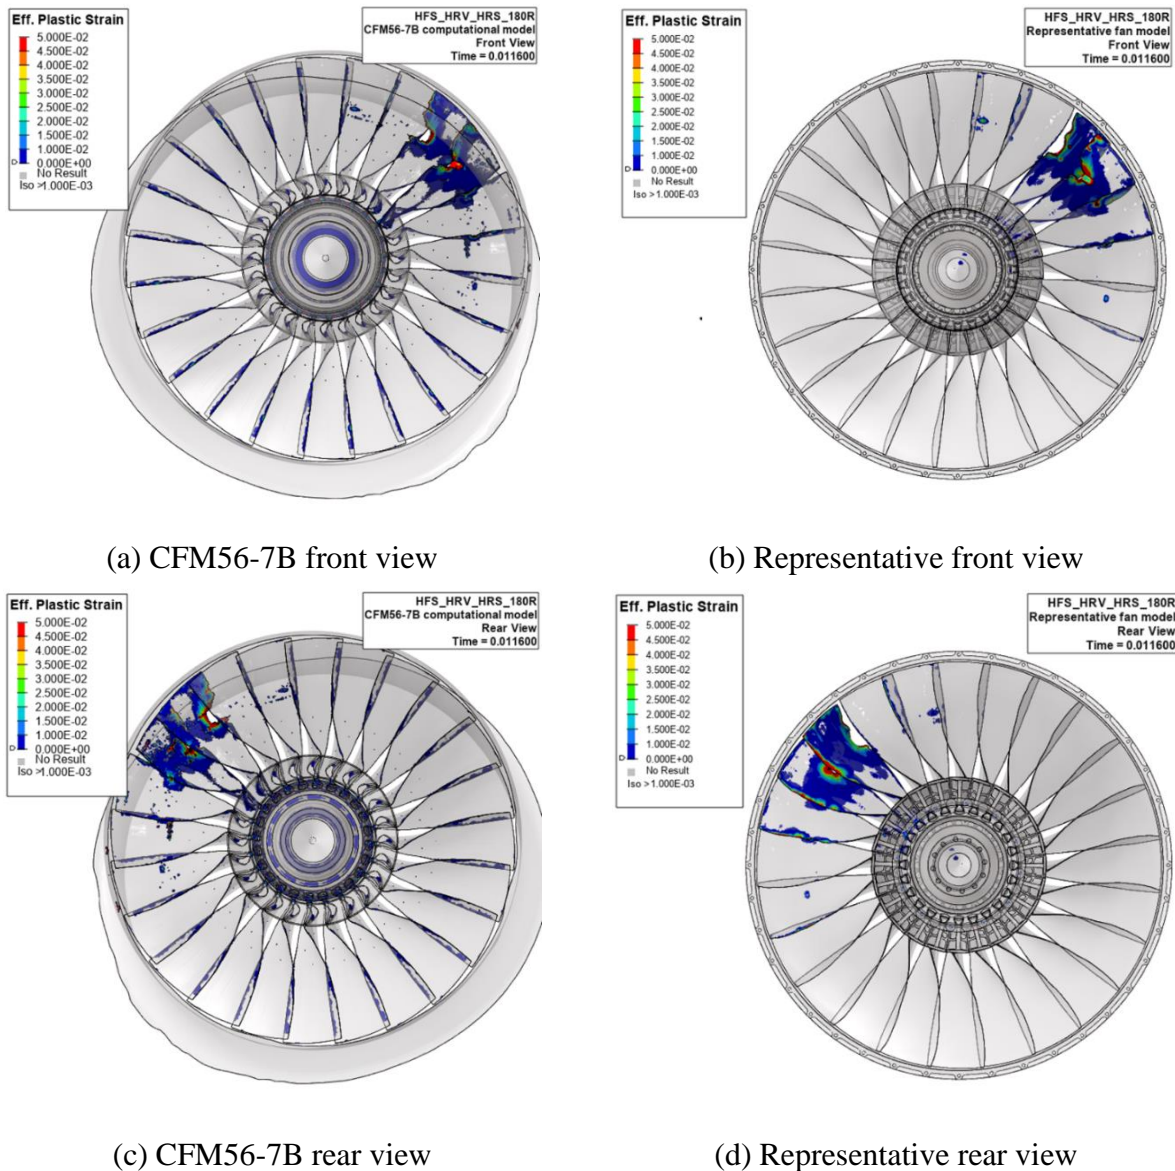 Eff. Plastic Strain
5.000E-02
4.500E-02
4.000E-02
3.500E-02
3.000E-02
2.500E-02
2.000E-02
1.500E-02
1.000E-02
0.000E+00
D
No Result
Iso >1.000E-03
HFS_HRV_HRS_180R
CFM56-7B computational model
Front View
Time = 0.011600
Eff. Plastic Strain
5.000E-02
4.500E-02
4.000E-02
3.500E-02
3.000E-02
2.500E-02
2.000E-02
1.500E-02
1.000E-02
0.000E+00
D
No Result
Iso >1.000E-03
HFS_HRV_HRS_180R
Representative fan model
Front View
Time = 0.011600
(a) CFM56-7B front view
(b) Representative front view
Eff. Plastic Strain
5.000E-02
4.500E-02
4.000E-02
3.500E-02
3.000E-02
2.500E-02
2.000E-02
1.500E-02
1.000E-02
0.000E+00
D
No Result
Iso >1.000E-03
HFS_HRV_HRS_180R
CFM56-7B computational model
Rear View
Time = 0.011600
Eff. Plastic Strain
5.000E-02
4.500E-02
4.000E-02
3.500E-02
3.000E-02
2.500E-02
2.000E-02
1.500E-02
1.000E-02
0.000E+00
D
No Result
Iso >1.000E-03
HFS_HRV_HRS_180R
Representative fan model
Rear View
Time = 0.011600
(c) CFM56-7B rear view
(d) Representative rear view